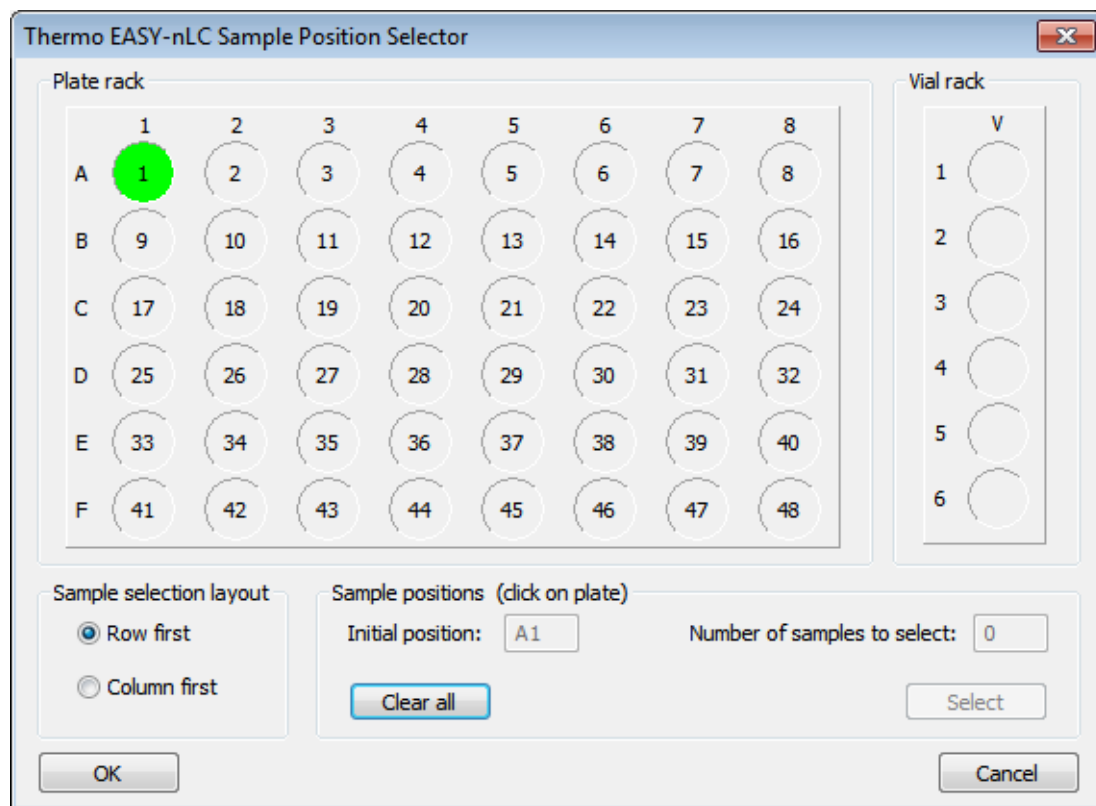 Thermo EASY-nLC Sample Position Selector
Plate rack
Vial rack
1 2 3 4 5 6 7 8
V
A 1 2 3 4 5 6 7 8
1
B 9 10 11 12 13 14 15 16
2
C 17 18 19 20 21 22 23 24
3
D 25 26 27 28 29 30 31 32
4
E 33 34 35 36 37 38 39 40
5
F 41 42 43 44 45 46 47 48
6
Sample selection layout
Row first
Column first
Sample positions (click on plate)
Initial position: A1
Number of samples to select: 0
Clear all
Select
OK
Cancel